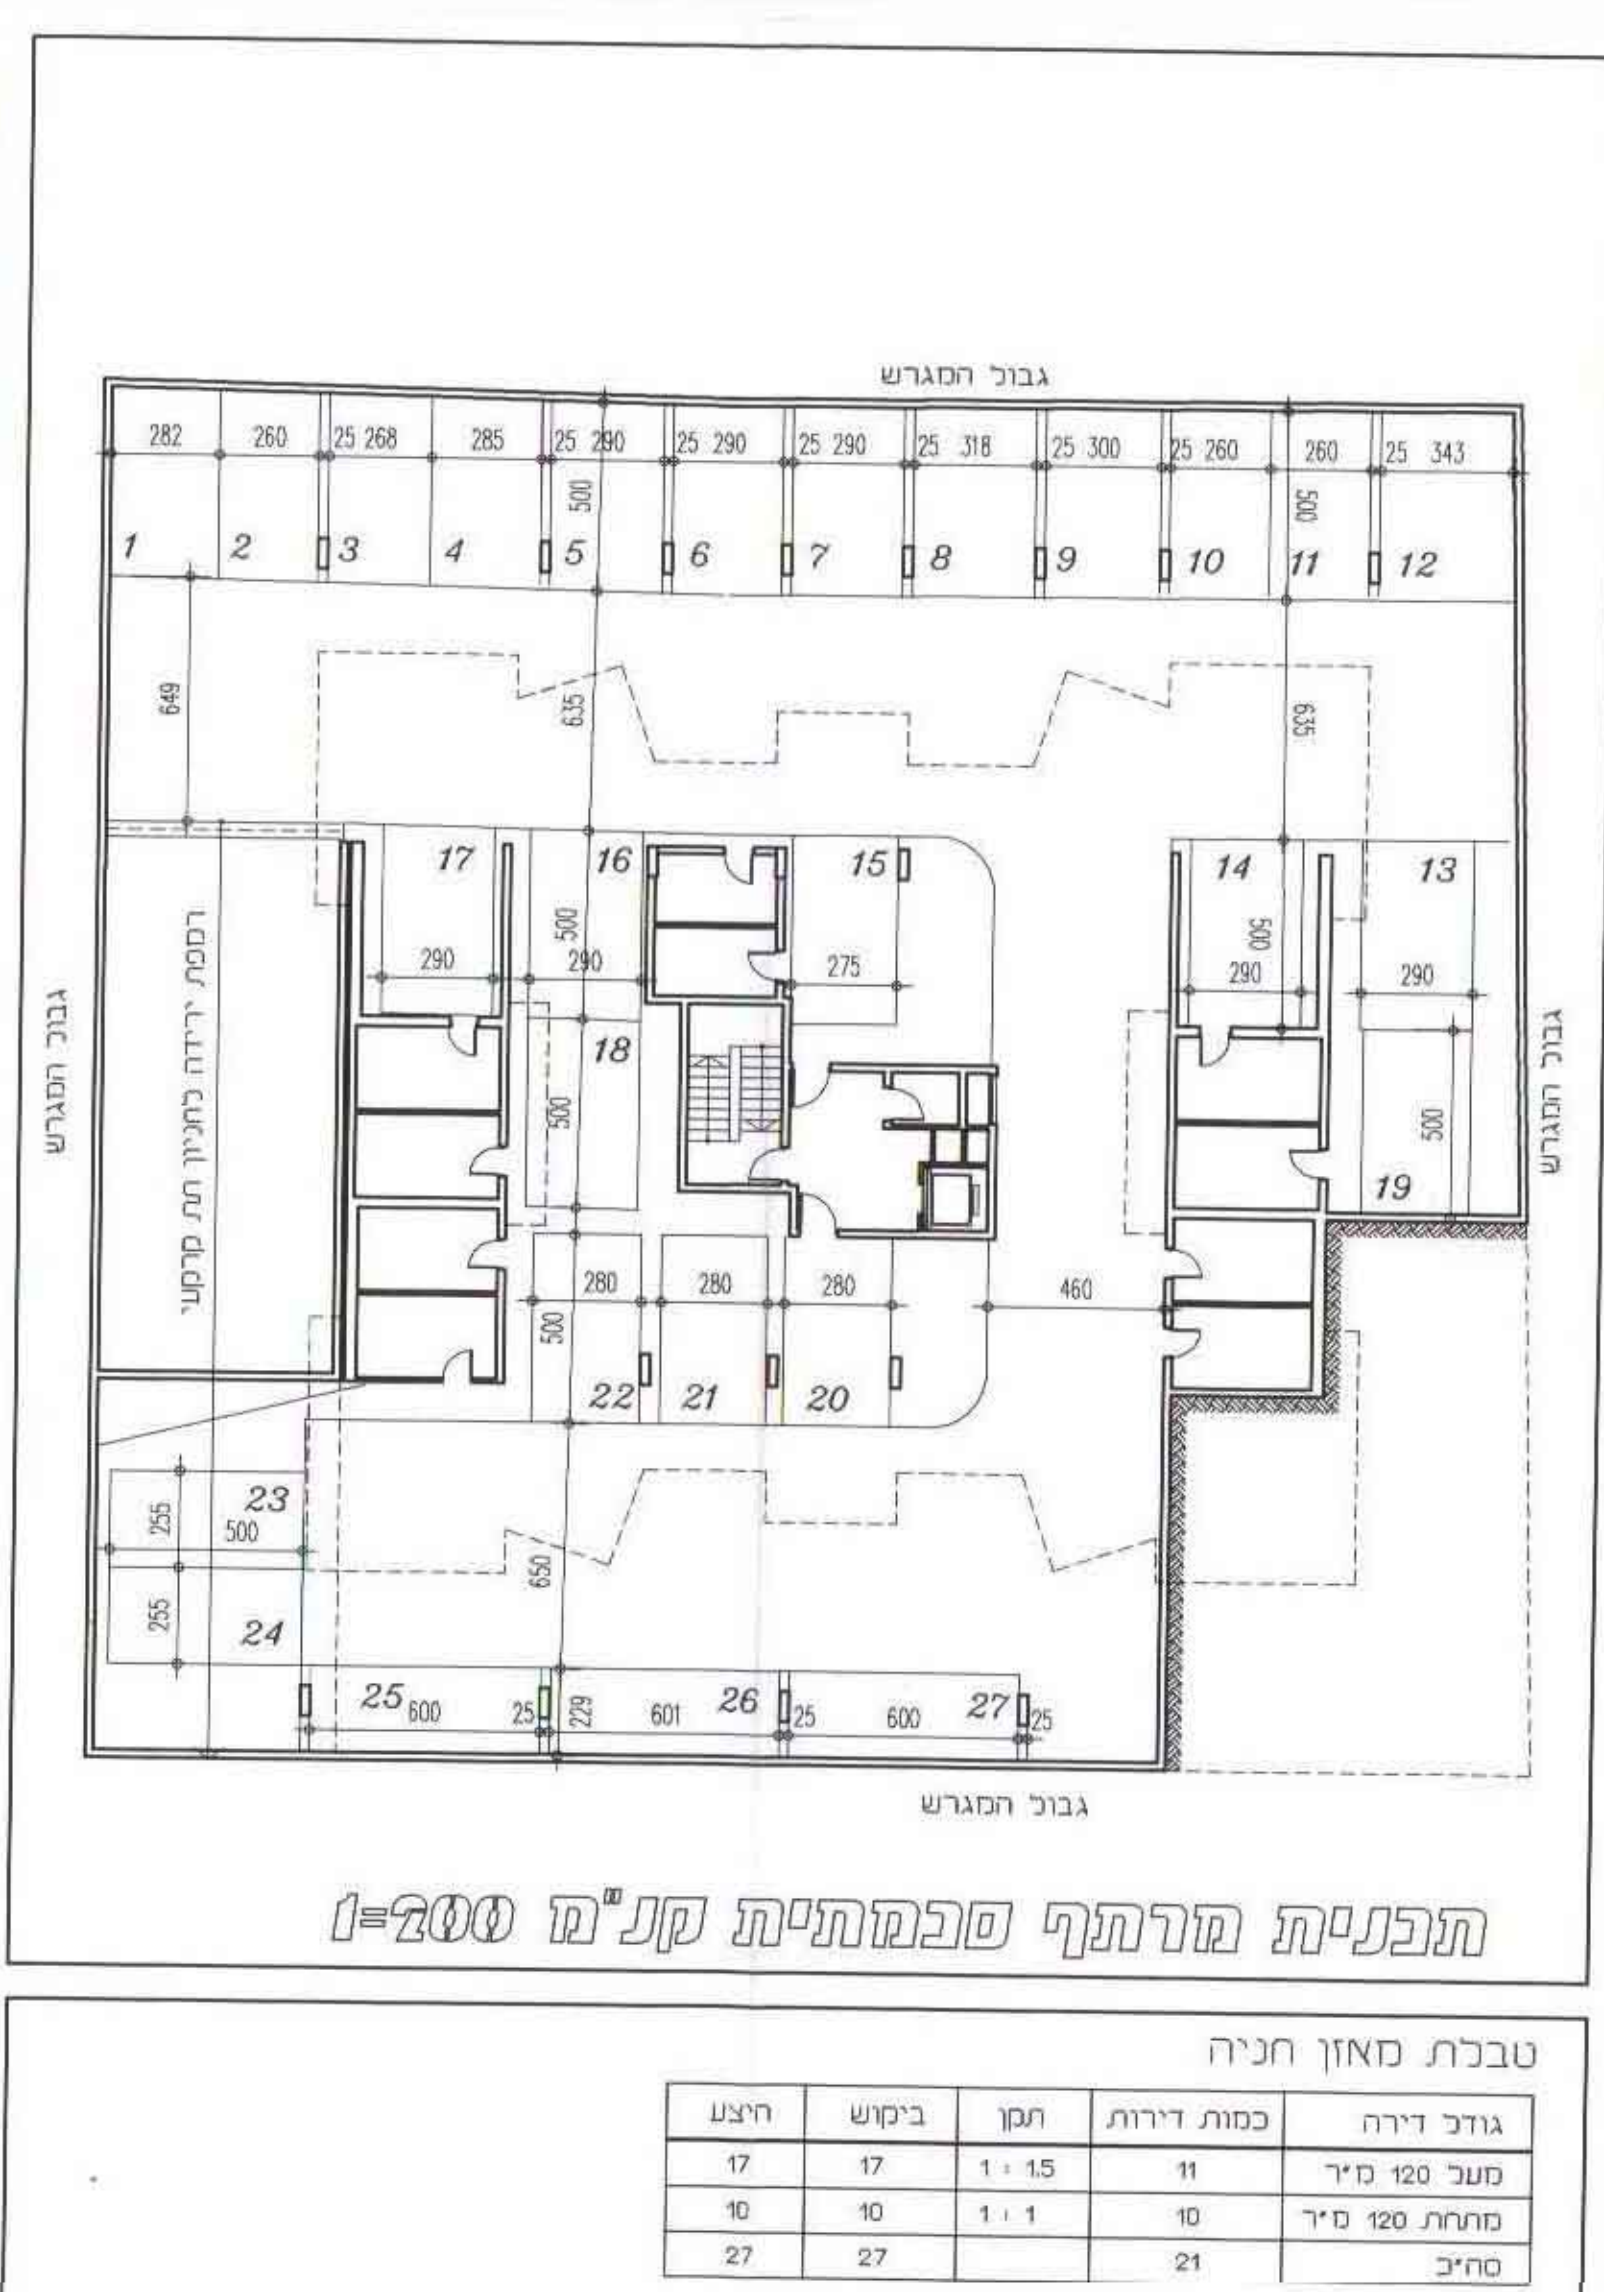 גבול המגרש
282 260 25 268 285 25 290 25 290 25 290 25 318 25 300 25 260 260 25 343
500 500
1 2 3 4 5 6 7 8 9 10 11 12
649 635 635
17 16 15 14 13
500 500
290 290 275 290 290
גבול המגרש
רמפת ירידה לחניון תת קרקעי
גבול המגרש
18
500 500
19
280 280 280 460
500
22 21 20
23
255 500
650
255 24
25 600 25 229 601 26 25 600 27 25
גבול המגרש
תכנית מרתף סכמתית קנ"מ 1=200
טבלת מאזן חניה
גודל דירה כמות דירות תקן ביקוש היצע
מעל 120 מ"ר 11 1 : 1.5 17 17
מתחת 120 מ"ר 10 1 : 1 10 10
סה"כ 21 27 27